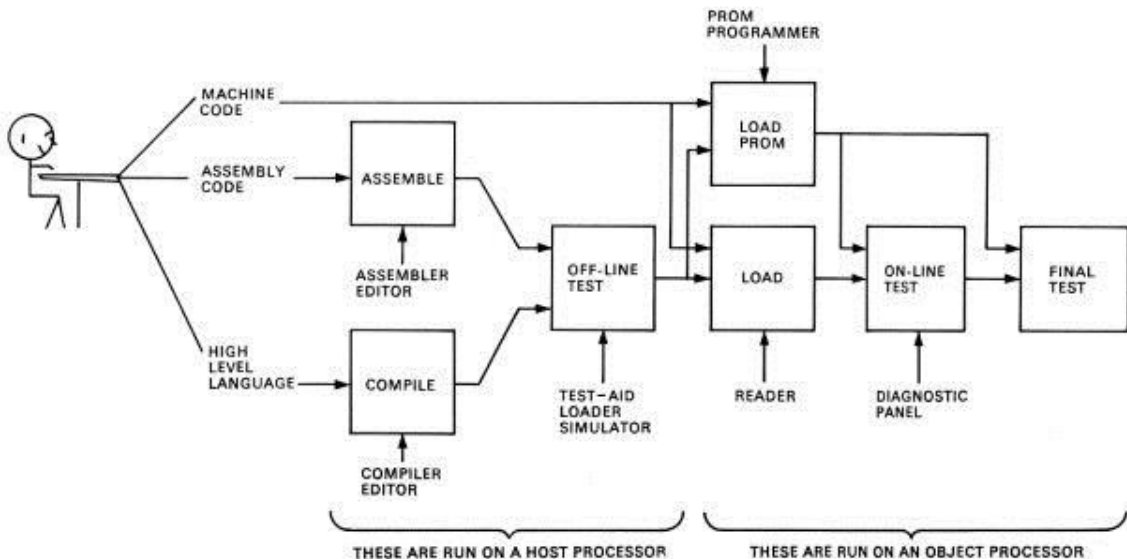 PROM
PROGRAMMER
MACHINE
CODE
LOAD
PROM
ASSEMBLY
CODE
ASSEMBLE
ASSEMBLER
EDITOR
OFF-LINE
TEST
LOAD
ON-LINE
TEST
FINAL
TEST
HIGH
LEVEL
LANGUAGE
COMPILE
TEST-AID
LOADER
SIMULATOR
READER
DIAGNOSTIC
PANEL
COMPILER
EDITOR
THESE ARE RUN ON A HOST PROCESSOR
THESE ARE RUN ON AN OBJECT PROCESSOR